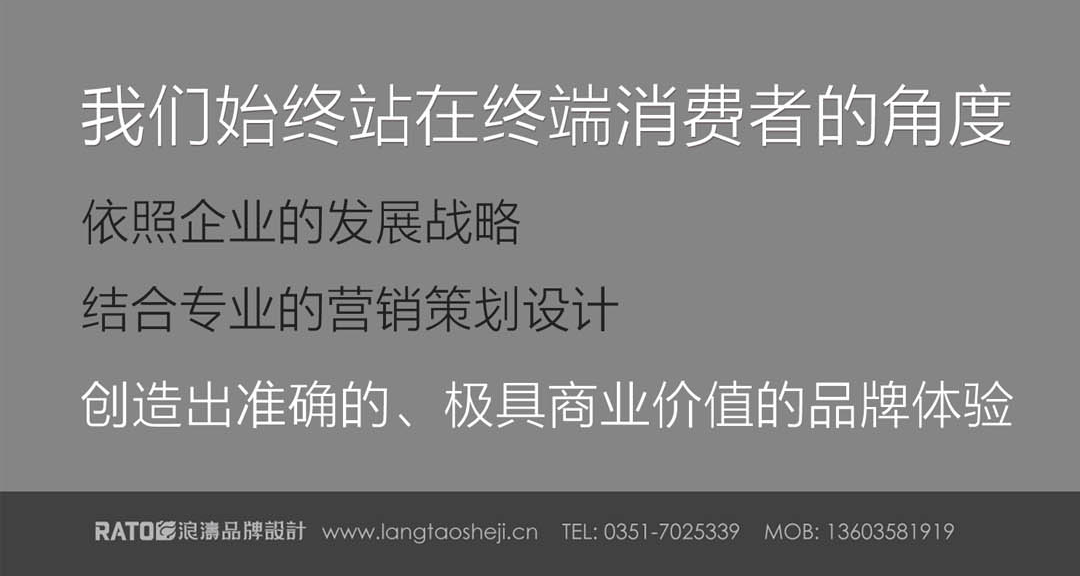 我们始终站在终端消费者的角度
依照企业的发展战略
结合专业的营销策划设计
创造出准确的、极具商业价值的品牌体验
RATO 浪濤品牌設計 www.langtaosheji.cn TEL: 0351-7025339 MOB: 13603581919